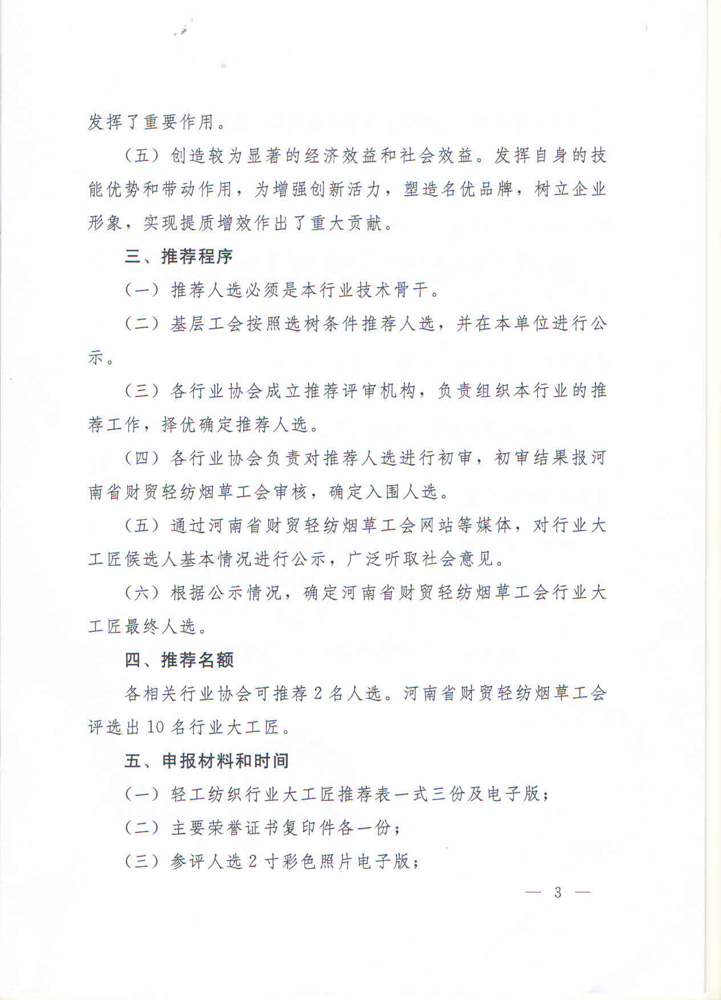 发挥了重要作用。
（五）创造较为显著的经济效益和社会效益。发挥自身的技
能优势和带动作用，为增强创新活力，塑造名优品牌，树立企业
形象，实现提质增效作出了重大贡献。
三、推荐程序
（一）推荐人选必须是本行业技术骨干。
（二）基层工会按照选树条件推荐人选，并在本单位进行公
示。
（三）各行业协会成立推荐评审机构，负责组织本行业的推
荐工作，择优确定推荐人选。
（四）各行业协会负责对推荐人选进行初审，初审结果报河
南省财贸轻纺烟草工会审核，确定入围人选。
（五）通过河南省财贸轻纺烟草工会网站等媒体，对行业大
工匠候选人基本情况进行公示，广泛听取社会意见。
（六）根据公示情况，确定河南省财贸轻纺烟草工会行业大
工匠最终人选。
四、推荐名额
各相关行业协会可推荐2名人选。河南省财贸轻纺烟草工会
评选出10名行业大工匠。
五、申报材料和时间
（一）轻工纺织行业大工匠推荐表一式三份及电子版；
（二）主要荣誉证书复印件各一份；
（三）参评人选2寸彩色照片电子版；
— 3 —